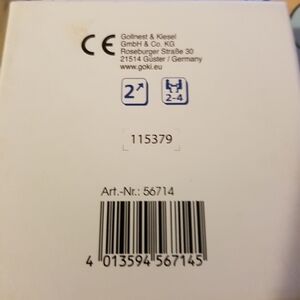 CE
Gollnest & Kiesel
GmbH & Co. KG
Roseburger Straße 30
21514 Güster / Germany
www.goki.eu
2
2-4
115379
Art.-Nr.: 56714
4 013594 567145